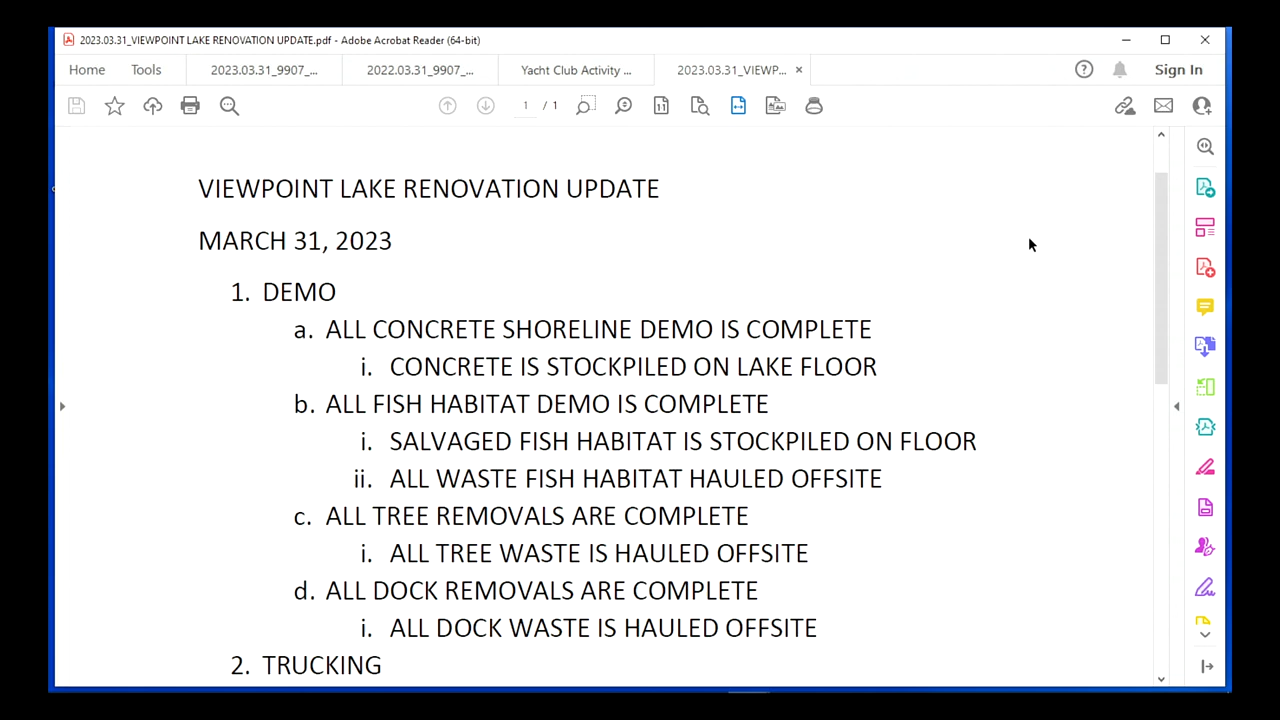 2023.03.31_VIEWPOINT LAKE RENOVATION UPDATE.pdf - Adobe Acrobat Reader (64-bit)
Home Tools 2023.03.31_9907_... 2022.03.31_9907_... Yacht Club Activity ... 2023.03.31_VIEWP... × Sign In
1 / 1
VIEWPOINT LAKE RENOVATION UPDATE
MARCH 31, 2023
1. DEMO
a. ALL CONCRETE SHORELINE DEMO IS COMPLETE
i. CONCRETE IS STOCKPILED ON LAKE FLOOR
b. ALL FISH HABITAT DEMO IS COMPLETE
i. SALVAGED FISH HABITAT IS STOCKPILED ON FLOOR
ii. ALL WASTE FISH HABITAT HAULED OFFSITE
c. ALL TREE REMOVALS ARE COMPLETE
i. ALL TREE WASTE IS HAULED OFFSITE
d. ALL DOCK REMOVALS ARE COMPLETE
i. ALL DOCK WASTE IS HAULED OFFSITE
2. TRUCKING